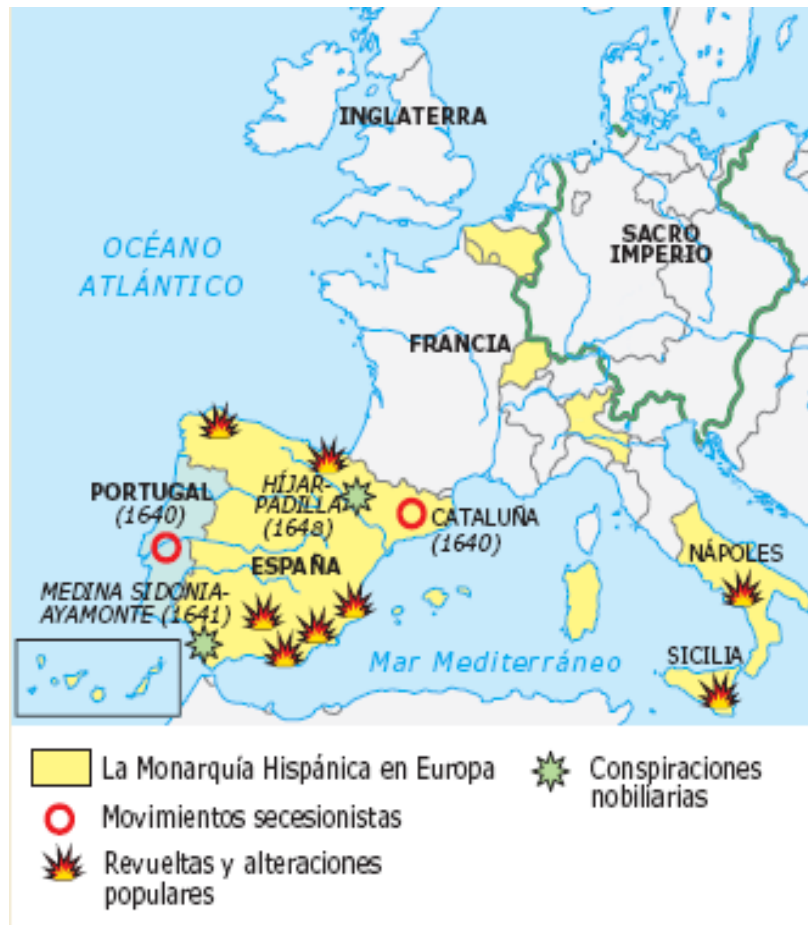 INGLATERRA
OCÉANO
ATLÁNTICO
SACRO
IMPERIO
FRANCIA
PORTUGAL
(1640)
HÍJAR-
PADILLA
(1648)
CATALUÑA
(1640)
ESPAÑA
MEDINA SIDONIA-
AYAMONTE (1641)
NÁPOLES
Mar Mediterráneo
SICILIA
La Monarquía Hispánica en Europa
Movimientos secesionistas
Revueltas y alteraciones
populares
Conspiraciones
nobiliarias